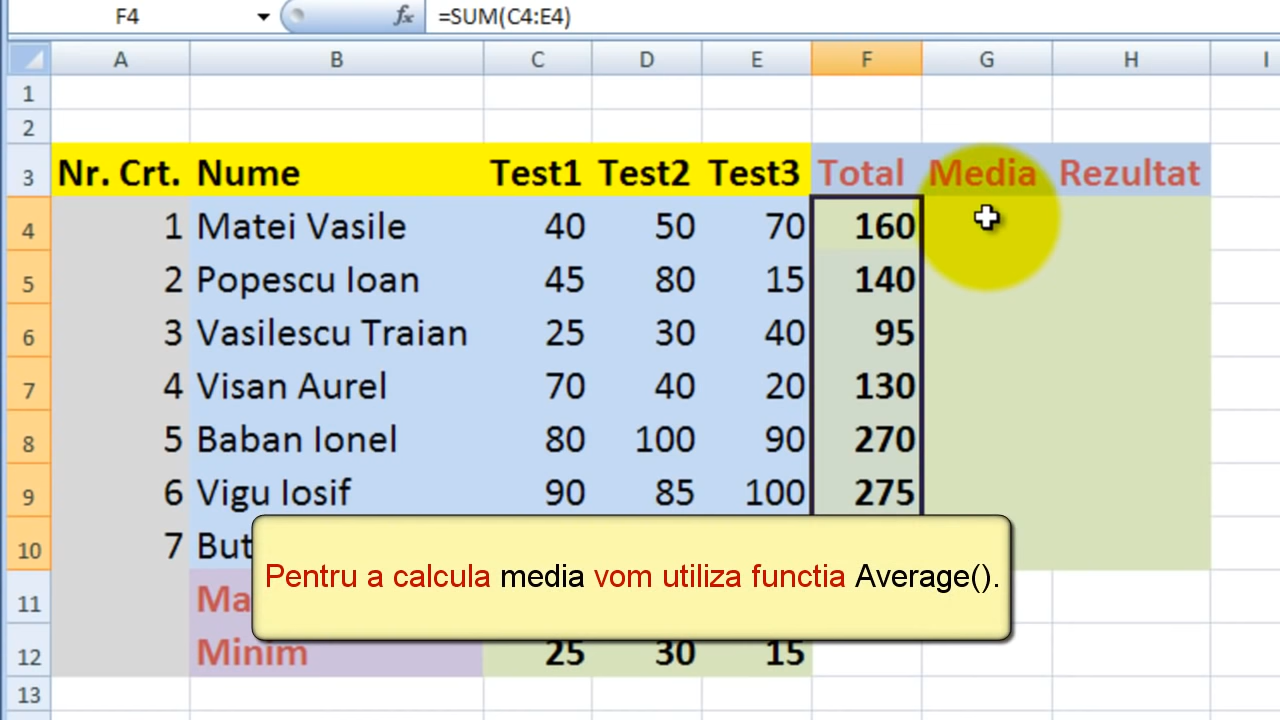 F4 fx =SUM(C4:E4)
A B C D E F G H I
1
2
3 Nr. Crt. Nume Test1 Test2 Test3 Total Media Rezultat
4 1 Matei Vasile 40 50 70 160
5 2 Popescu Ioan 45 80 15 140
6 3 Vasilescu Traian 25 30 40 95
7 4 Visan Aurel 70 40 20 130
8 5 Baban Ionel 80 100 90 270
9 6 Vigu Iosif 90 85 100 275
10 7
Pentru a calcula media vom utiliza functia Average().
11
12 Minim 25 30 15
13